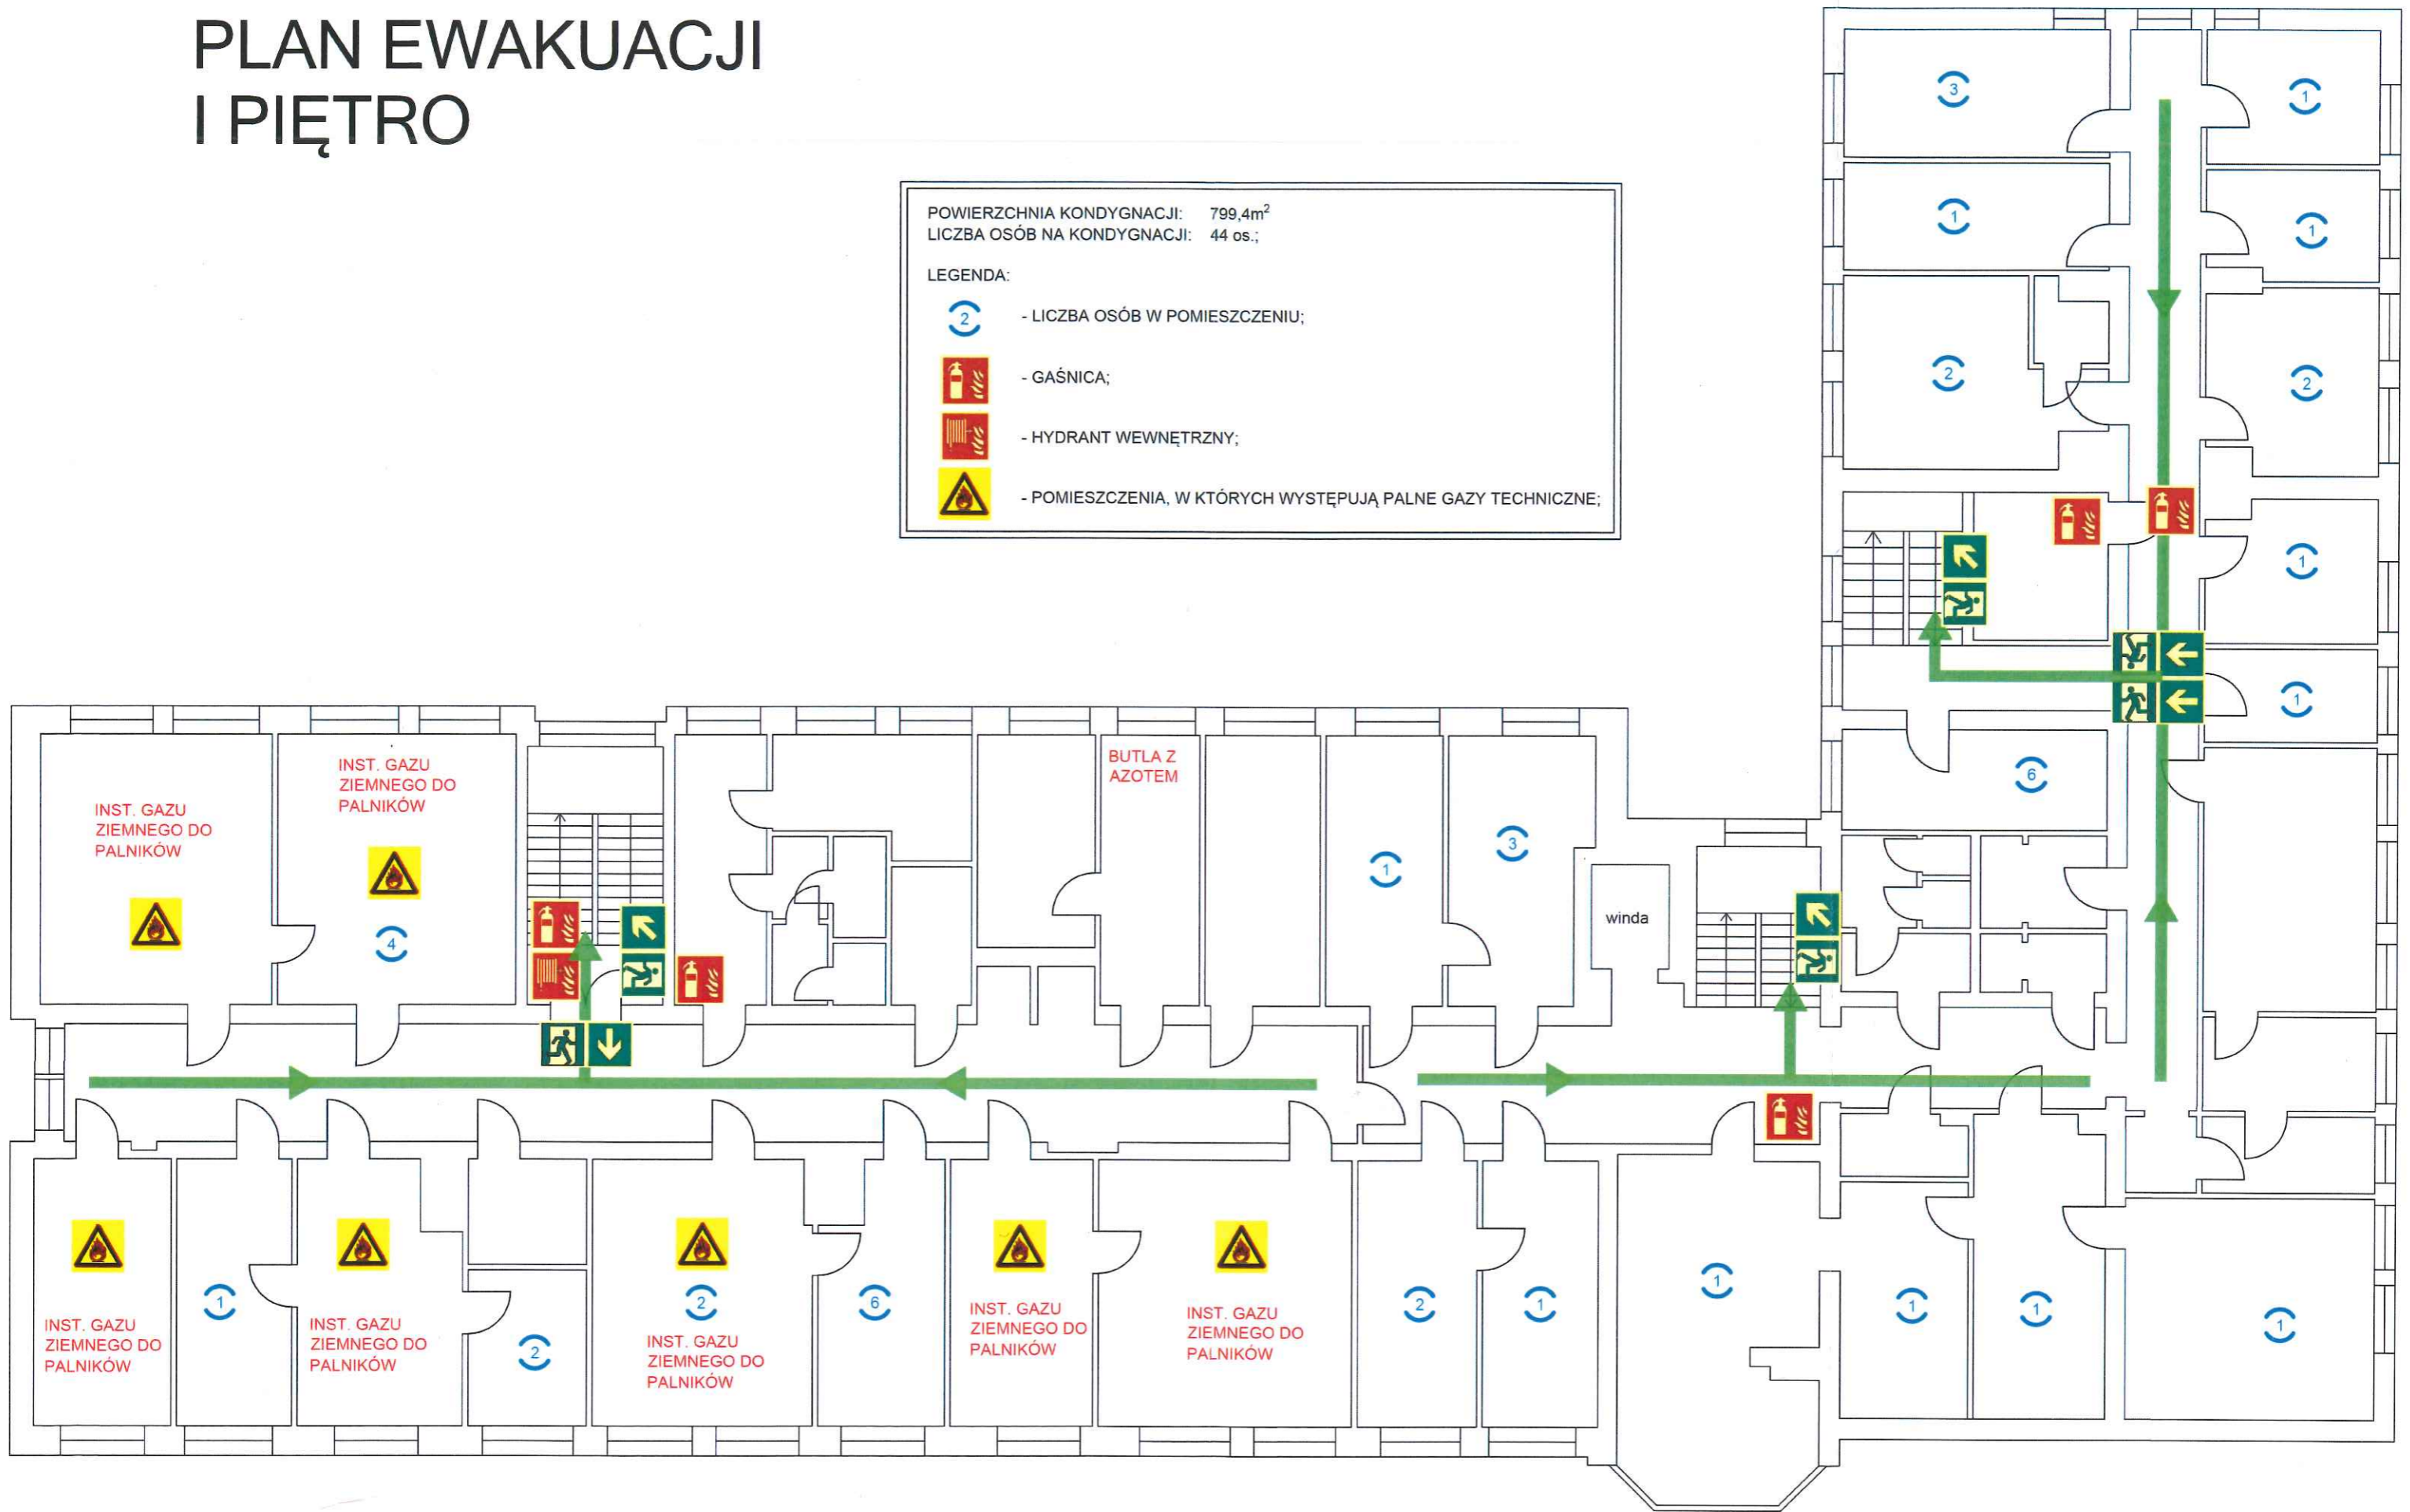 PLAN EWAKUACJI
I PIĘTRO
POWIERZCHNIA KONDYGNACJI: 799,4m²
LICZBA OSÓB NA KONDYGNACJI: 44 os.;
LEGENDA:
2 - LICZBA OSÓB W POMIESZCZENIU;
- GAŚNICA;
- HYDRANT WEWNĘTRZNY;
- POMIESZCZENIA, W KTÓRYCH WYSTĘPUJĄ PALNE GAZY TECHNICZNE;
3
1
1
1
2
2
1
1
6
INST. GAZU
ZIEMNEGO DO
PALNIKÓW
INST. GAZU
ZIEMNEGO DO
PALNIKÓW
4
BUTLA Z
AZOTEM
1
3
winda
INST. GAZU
ZIEMNEGO DO
PALNIKÓW
1
INST. GAZU
ZIEMNEGO DO
PALNIKÓW
2
2
INST. GAZU
ZIEMNEGO DO
PALNIKÓW
6
INST. GAZU
ZIEMNEGO DO
PALNIKÓW
INST. GAZU
ZIEMNEGO DO
PALNIKÓW
2
1
1
1
1
1